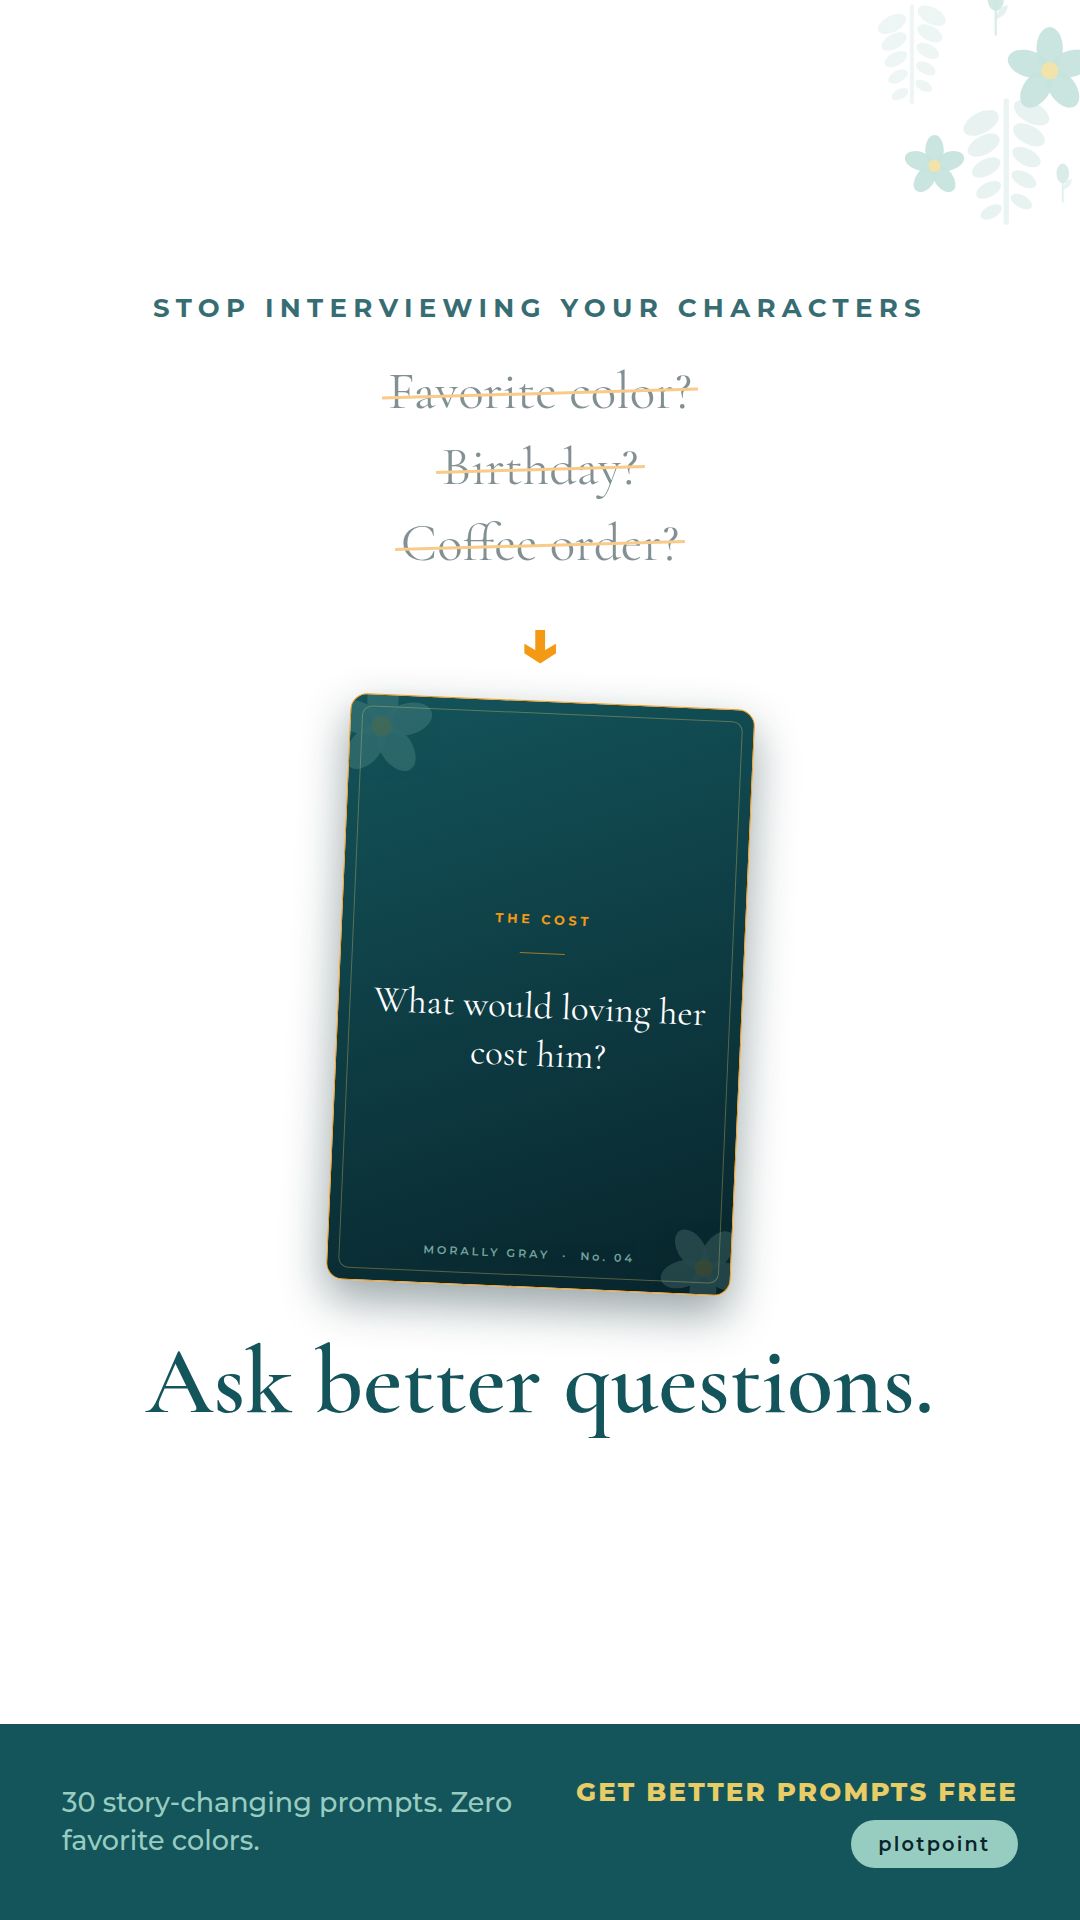 STOP INTERVIEWING YOUR CHARACTERS
Favorite color?
Birthday?
Coffee order?
THE COST
What would loving her
cost him?
MORALLY GRAY · No. 04
Ask better questions.
30 story-changing prompts. Zero
favorite colors.
GET BETTER PROMPTS FREE
plotpoint